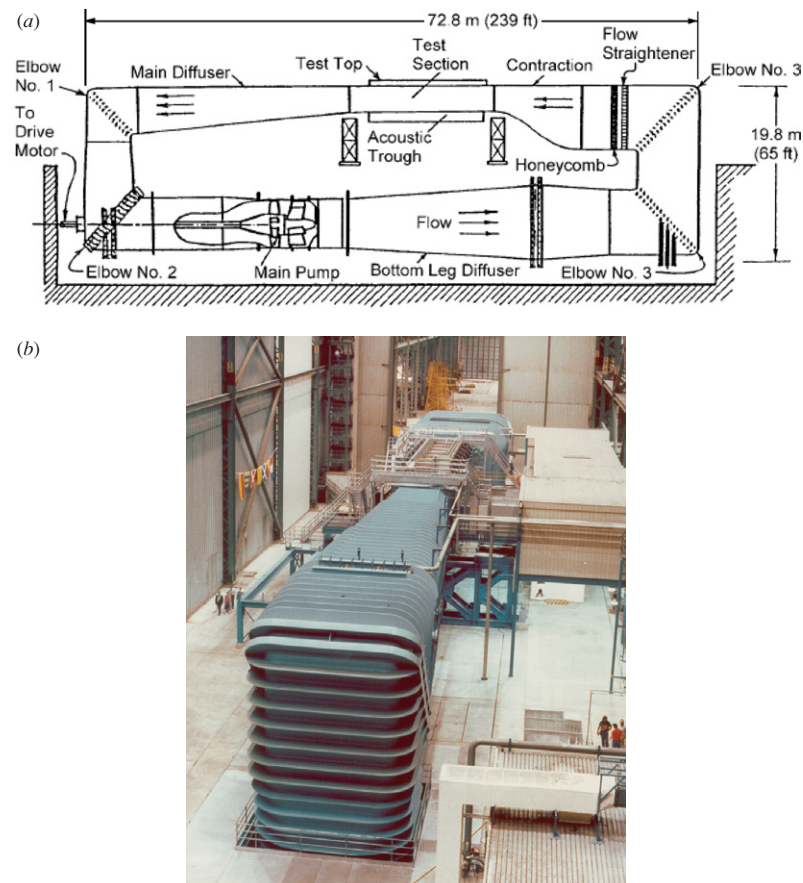 (a)
72.8 m (239 ft)
Flow
Straightener
Test
Section
Elbow
No. 1
Main Diffuser
Test Top
Contraction
Elbow No. 3
To
Drive
Motor
Acoustic
Trough
Honeycomb
19.8 m
(65 ft)
Flow
Elbow No. 2
Main Pump
Bottom Leg Diffuser
Elbow No. 3
(b)